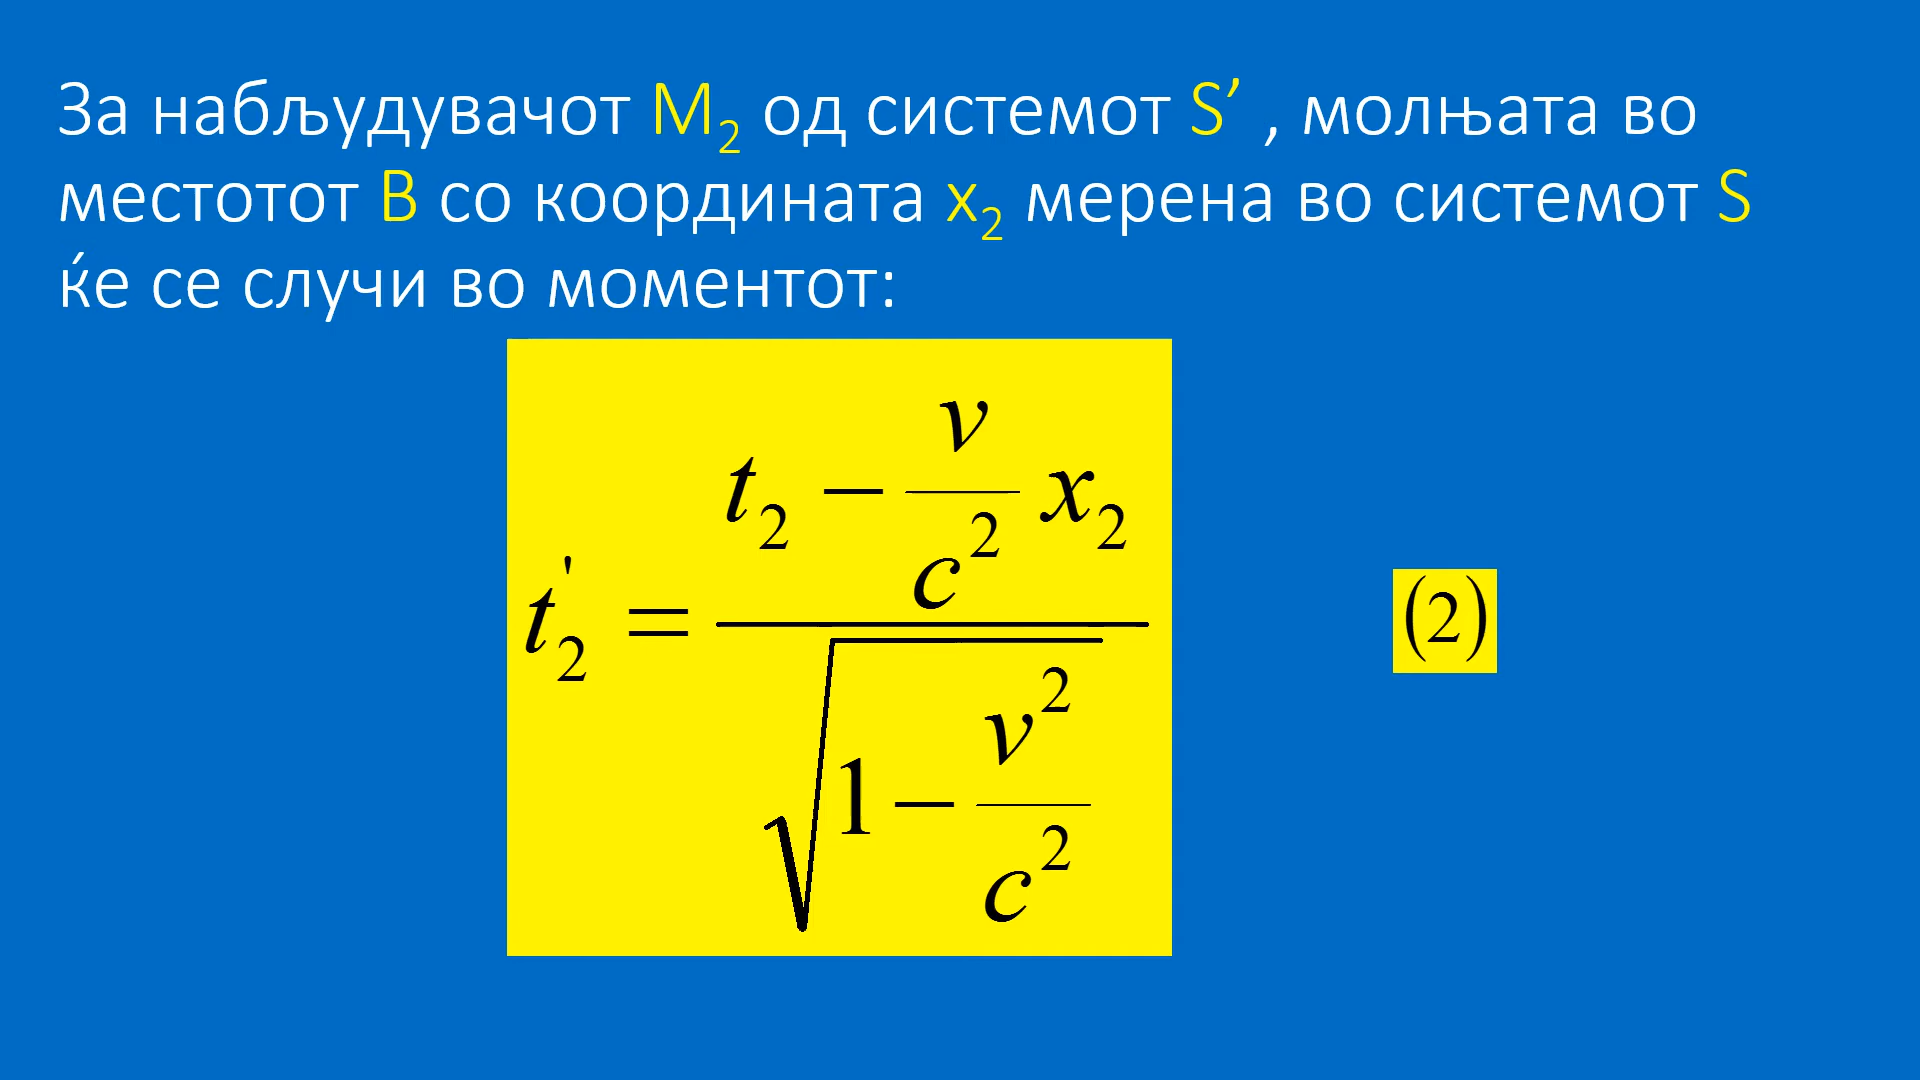 За набљудувачот M₂ од системот S’ , молњата во
местотот B со координата x₂ мерена во системот S
ќе се случи во моментот:
t₂' = (t₂ − (v/c²) x₂) / √(1 − v²/c²)
(2)